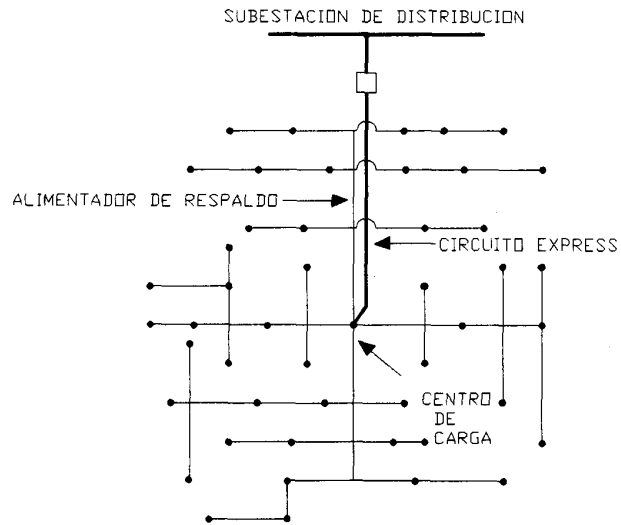 SUBESTACION DE DISTRIBUCION
ALIMENTADOR DE RESPALDO
CIRCUITO EXPRESS
CENTRO
DE
CARGA